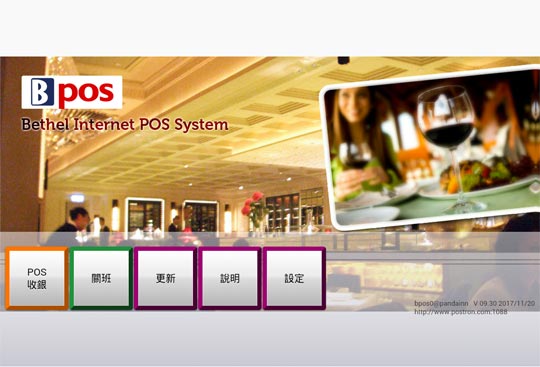 Bpos
Bethel Internet POS System
POS
收銀
關班
更新
說明
設定
bpos0@pandainn V 09.30 2017/11/20
http://www.postron.com:1088